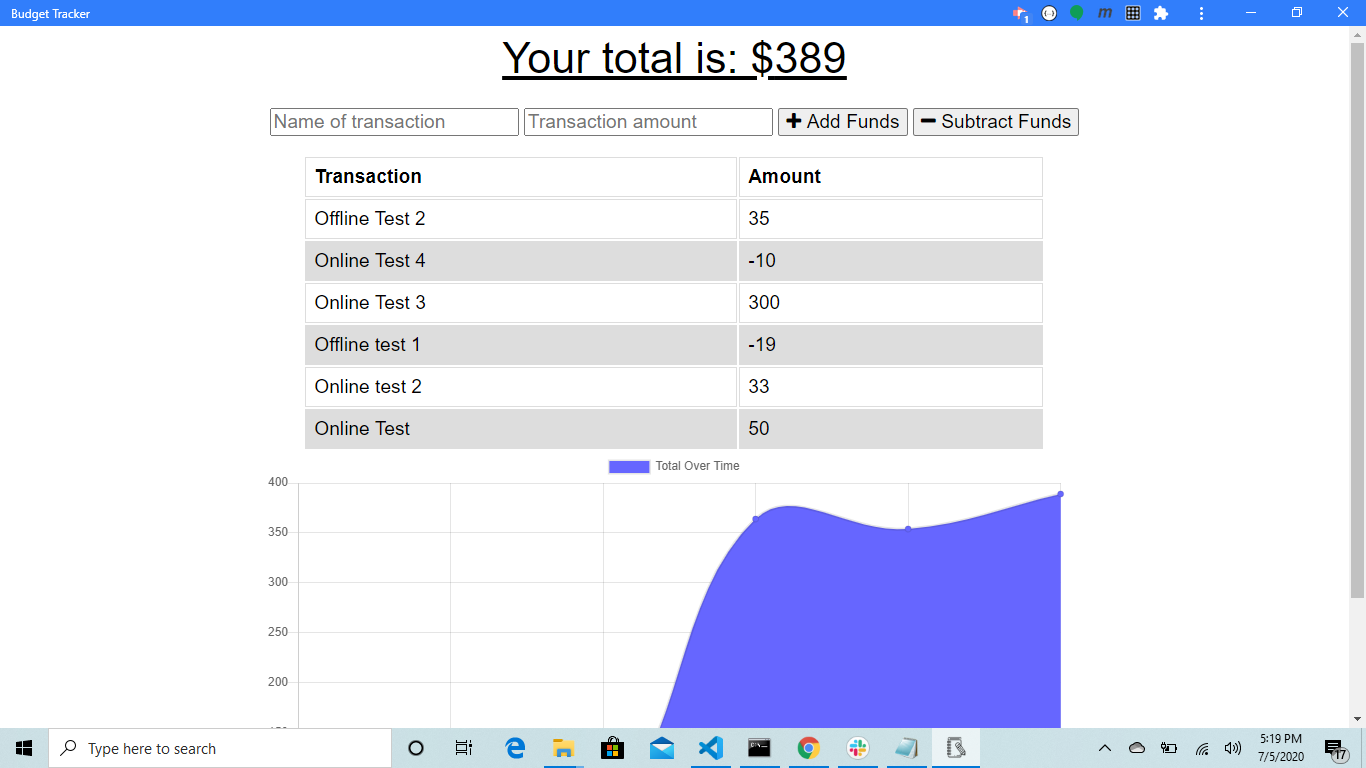 Budget Tracker
1
m
Your total is: $389
Name of transaction Transaction amount Add Funds Subtract Funds
Transaction Amount
Offline Test 2 35
Online Test 4 -10
Online Test 3 300
Offline test 1 -19
Online test 2 33
Online Test 50
Total Over Time
400
350
300
250
200
Type here to search
5:19 PM
7/5/2020
17